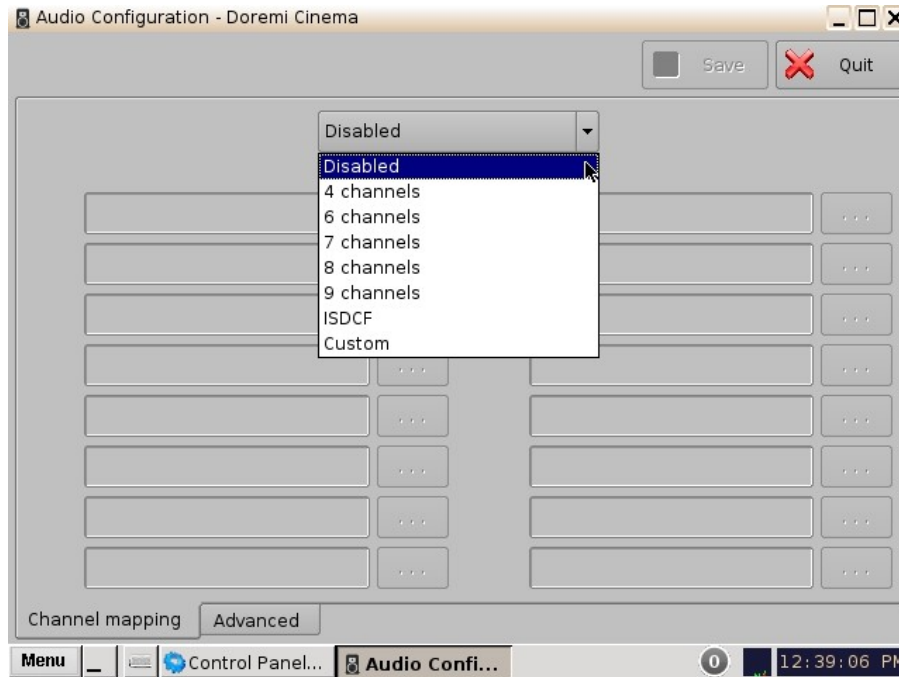 Audio Configuration - Doremi Cinema
Save
Quit
Disabled
Disabled
4 channels
6 channels
7 channels
8 channels
9 channels
ISDCF
Custom
...
...
...
...
...
...
...
...
...
...
...
...
...
Channel mapping
Advanced
Menu
Control Panel...
Audio Confi...
0
12:39:06 PM